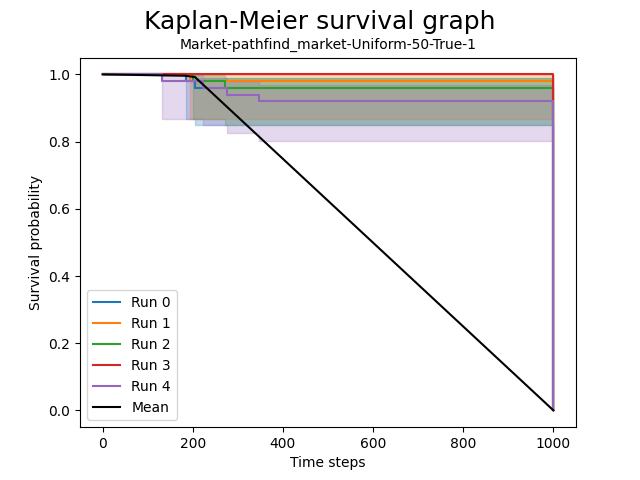 Kaplan-Meier survival graph
Market-pathfind_market-Uniform-50-True-1
1.0
0.8
0.6
0.4
0.2
0.0
Survival probability
Run 0
Run 1
Run 2
Run 3
Run 4
Mean
0 200 400 600 800 1000
Time steps